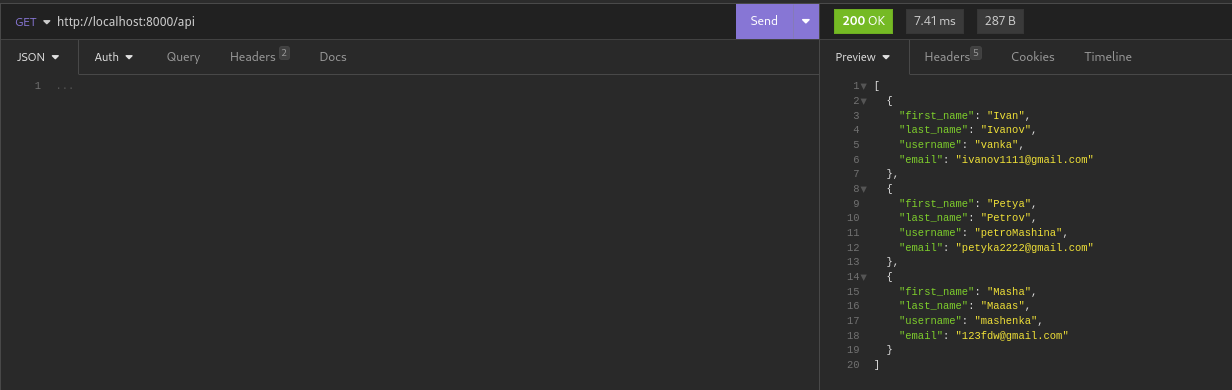 GET http://localhost:8000/api Send 200 OK 7.41 ms 287 B
JSON Auth Query Headers 2 Docs Preview Headers 5 Cookies Timeline
1 ...
1 [
2 {
3 "first_name": "Ivan",
4 "last_name": "Ivanov",
5 "username": "vanka",
6 "email": "ivanov1111@gmail.com"
7 },
8 {
9 "first_name": "Petya",
10 "last_name": "Petrov",
11 "username": "petroMashina",
12 "email": "petyka2222@gmail.com"
13 },
14 {
15 "first_name": "Masha",
16 "last_name": "Maaas",
17 "username": "mashenka",
18 "email": "123fdw@gmail.com"
19 }
20 ]